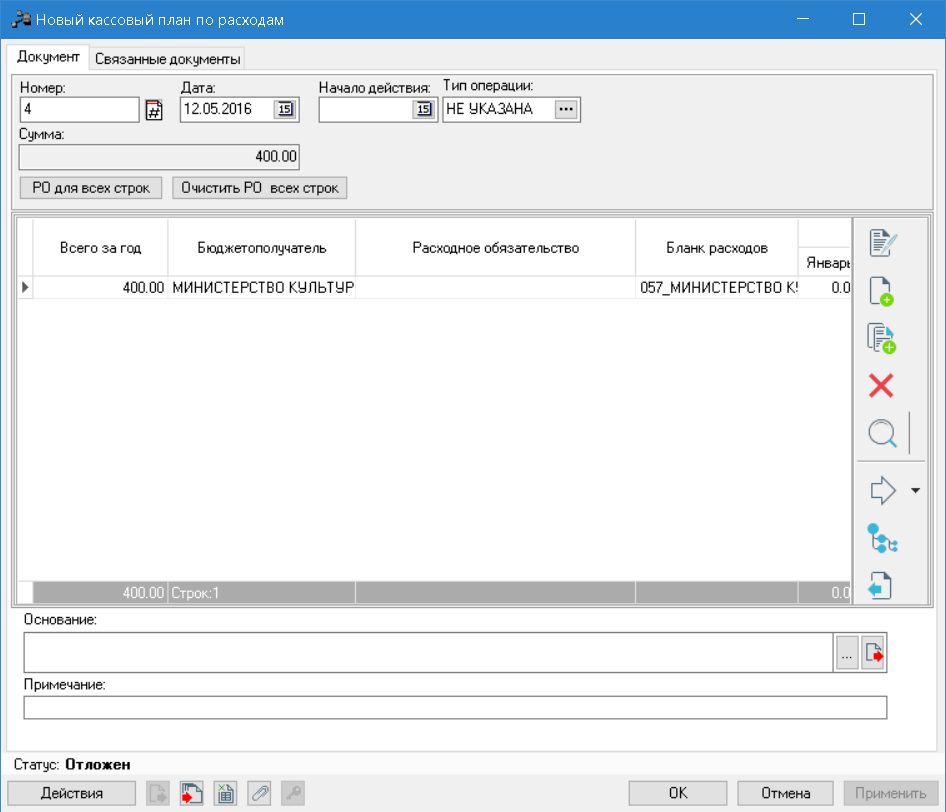 Новый кассовый план по расходам
Документ
Связанные документы
Номер:
Дата:
Начало действия:
Тип операции:
4
#
12.05.2016
15
15
НЕ УКАЗАНА
...
Сумма:
400.00
РО для всех строк
Очистить РО всех строк
Всего за год
Бюджетополучатель
Расходное обязательство
Бланк расходов
Январь
400.00
МИНИСТЕРСТВО КУЛЬТУР
057_МИНИСТЕРСТВО К
0.0
400.00
Строк:1
0.0
Основание:
...
Примечание:
Статус: Отложен
Действия
OK
Отмена
Применить